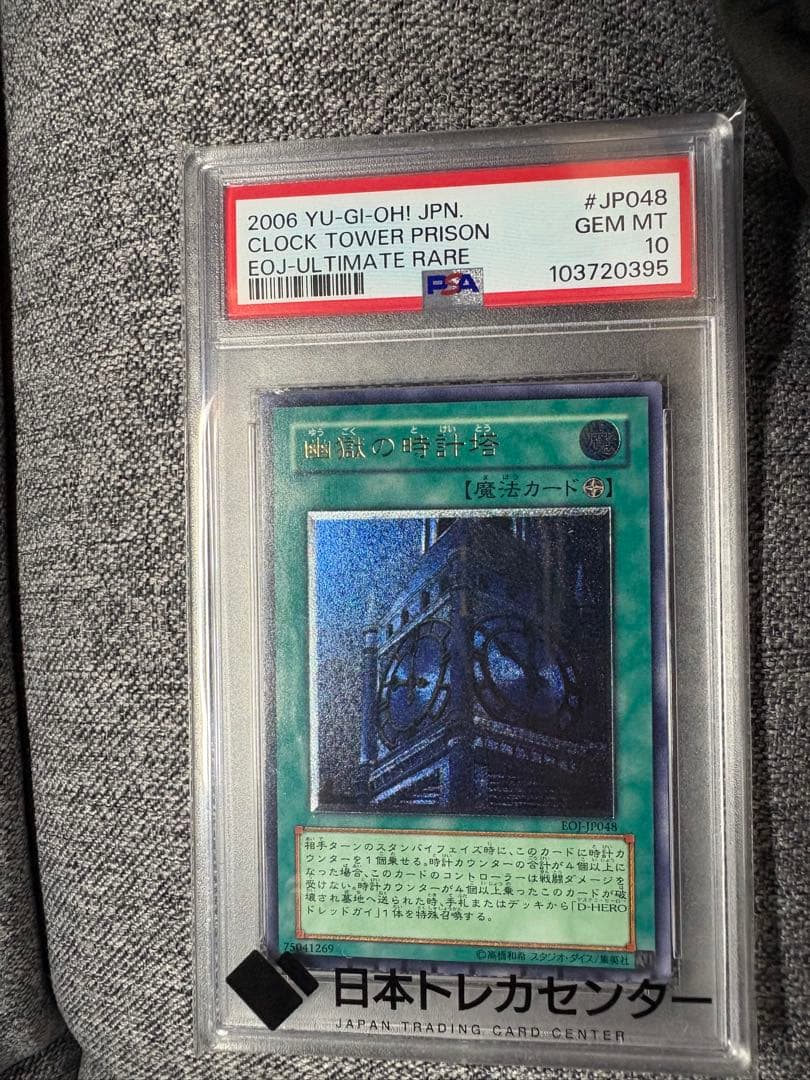 2006 YU-GI-OH! JPN. #JP048
CLOCK TOWER PRISON GEM MT
EOJ-ULTIMATE RARE 10
PSA 103720395
幽獄の時計塔
ゆう ごく と けい とう
魔
【魔法カード】
EOJ-JP048
相手ターンのスタンバイフェイズ時に、このカードに時計カ
ウンターを1個乗せる。時計カウンターの合計が4個以上に
なった場合、このカードのコントローラーは戦闘ダメージを
受けない。時計カウンターが4個以上乗ったこのカードが破
壊され墓地へ送られた時、手札またはデッキから「D-HERO
ドレッドガイ」1体を特殊召喚する。
75041269 ©高橋和希 スタジオ・ダイス/集英社
日本トレカセンター
JAPAN TRADING CARD CENTER